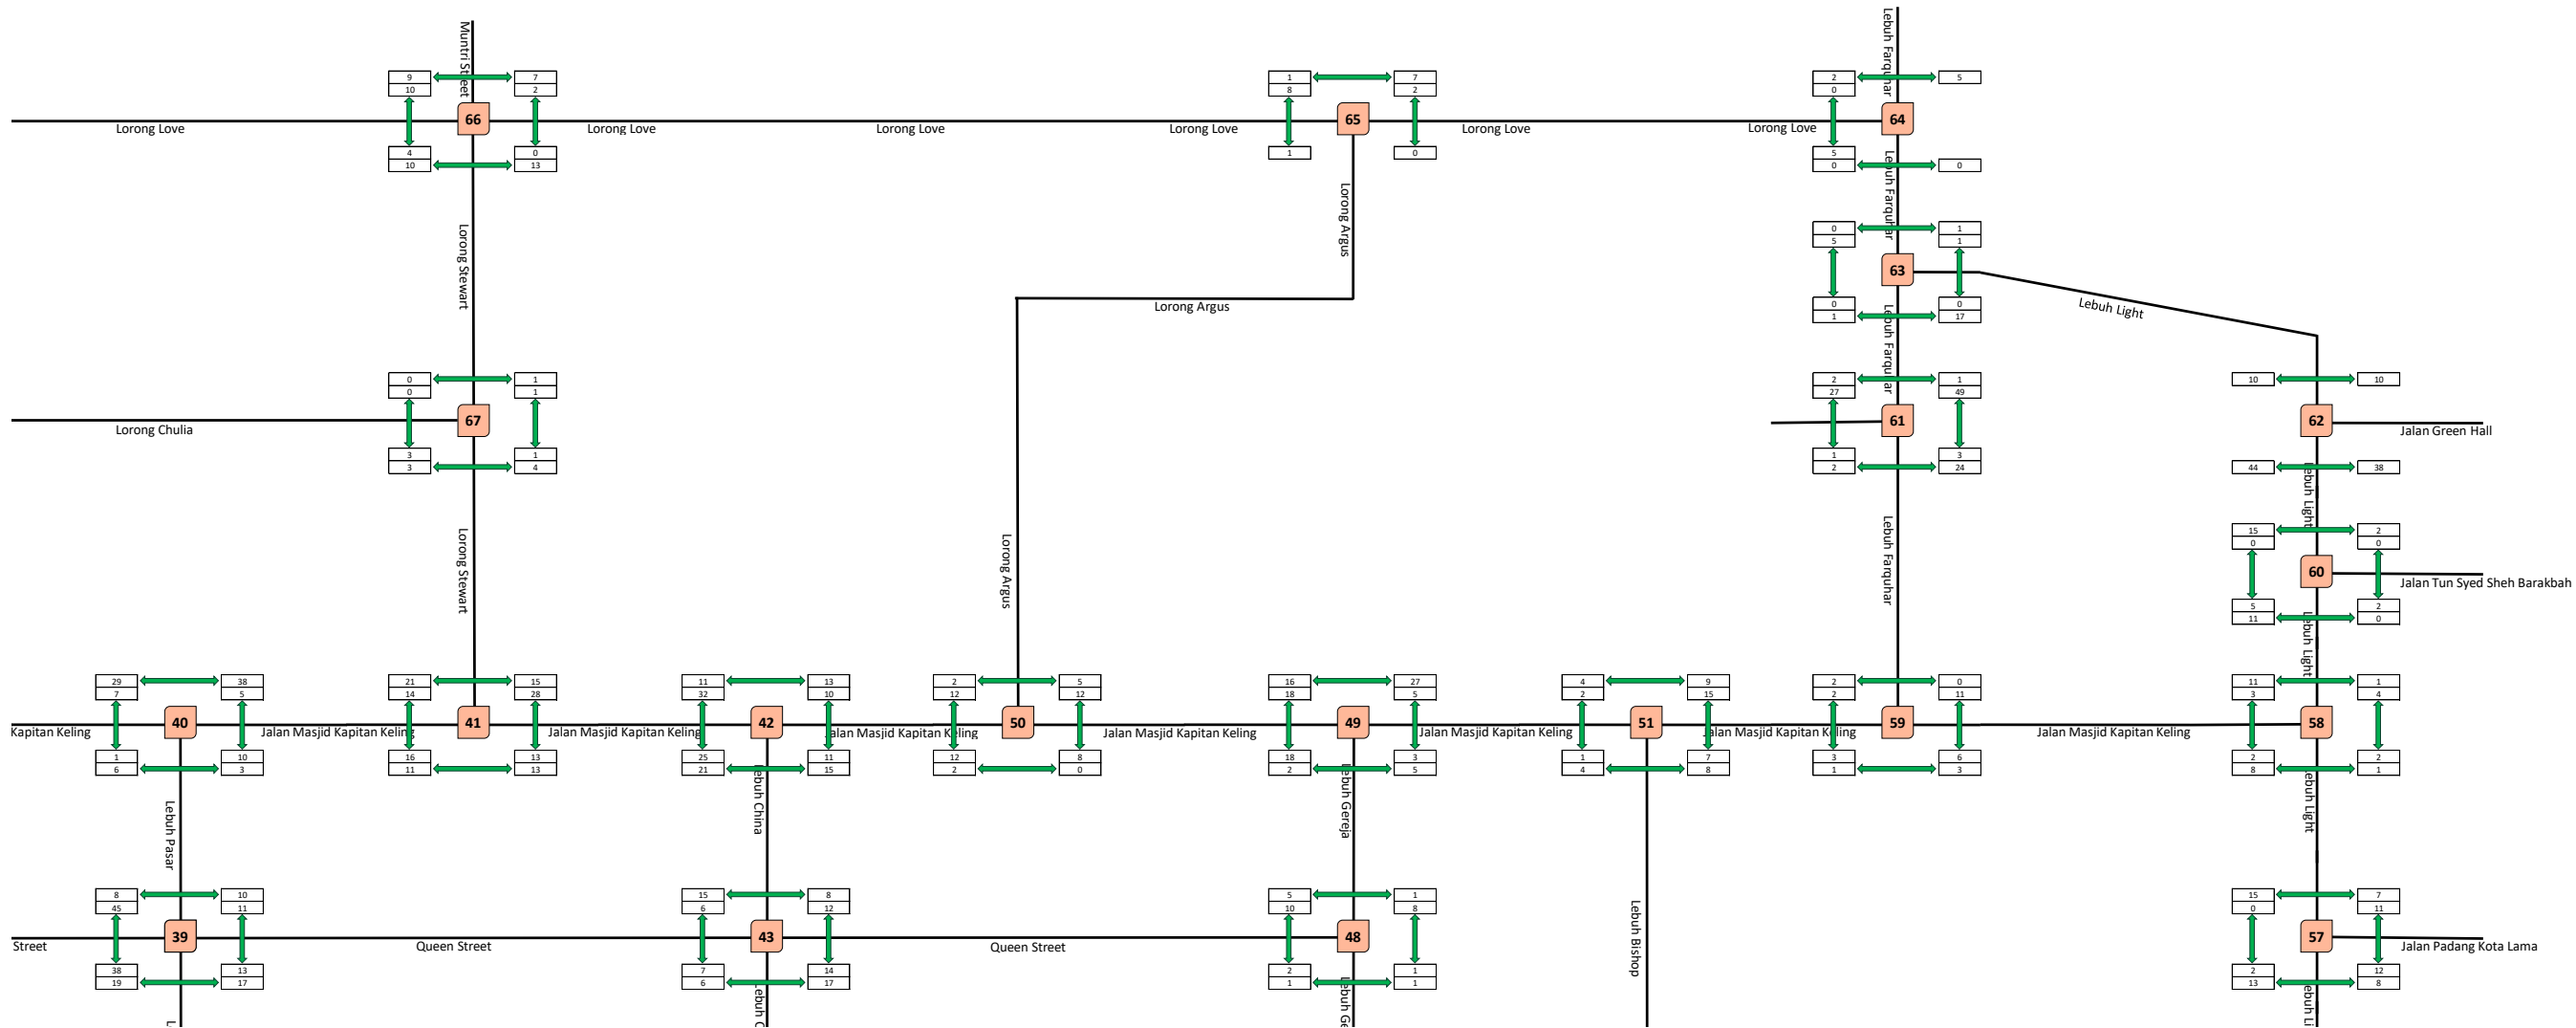 Muntri Street
Lebuh Farquhar
9 7 1 7 2 5
10 2 8 2 0
66 65 64
Lorong Love Lorong Love Lorong Love Lorong Love Lorong Love Lorong Love
4 0 1 0 5
10 13 0 0
Lebuh Farquhar
Lorong Argus
Lorong Stewart
0 1
5 1
63
Lebuh Light
Lorong Argus
0 0
1 17
Lebuh Farquhar
0 1 2 1 10 10
0 1 27 49
67 61 62
Lorong Chulia Jalan Green Hall
3 1 1 3
3 4 2 24 44 38
Lebuh Light
Lorong Stewart
Lorong Argus
Lebuh Farquhar
15 2
0 0
60
Jalan Tun Syed Sheh Barakbah
5 2
11 0
Lebuh Light
29 38 21 15 11 13 2 5 16 27 4 9 2 0 11 1
7 5 14 28 32 10 12 12 18 5 2 15 2 11 3 4
40 41 42 50 49 51 59 58
Kapitan Keling Jalan Masjid Kapitan Keling Jalan Masjid Kapitan Keling Jalan Masjid Kapitan Keling Jalan Masjid Kapitan Keling Jalan Masjid Kapitan Keling Jalan Masjid Kapitan Keling Jalan Masjid Kapitan Keling
1 10 16 13 25 11 12 8 18 3 1 7 3 6 2 2
6 3 11 13 21 15 2 0 2 5 4 8 1 3 8 1
Lebuh Pasar
Lebuh China
Lebuh Gereja
Lebuh Light
8 10 15 8 5 1 15 7
45 11 6 12 10 8 0 11
39 43 48 57
Street Queen Street Queen Street Jalan Padang Kota Lama
Lebuh Bishop
38 13 7 14 2 1 2 12
19 17 6 17 1 1 13 8